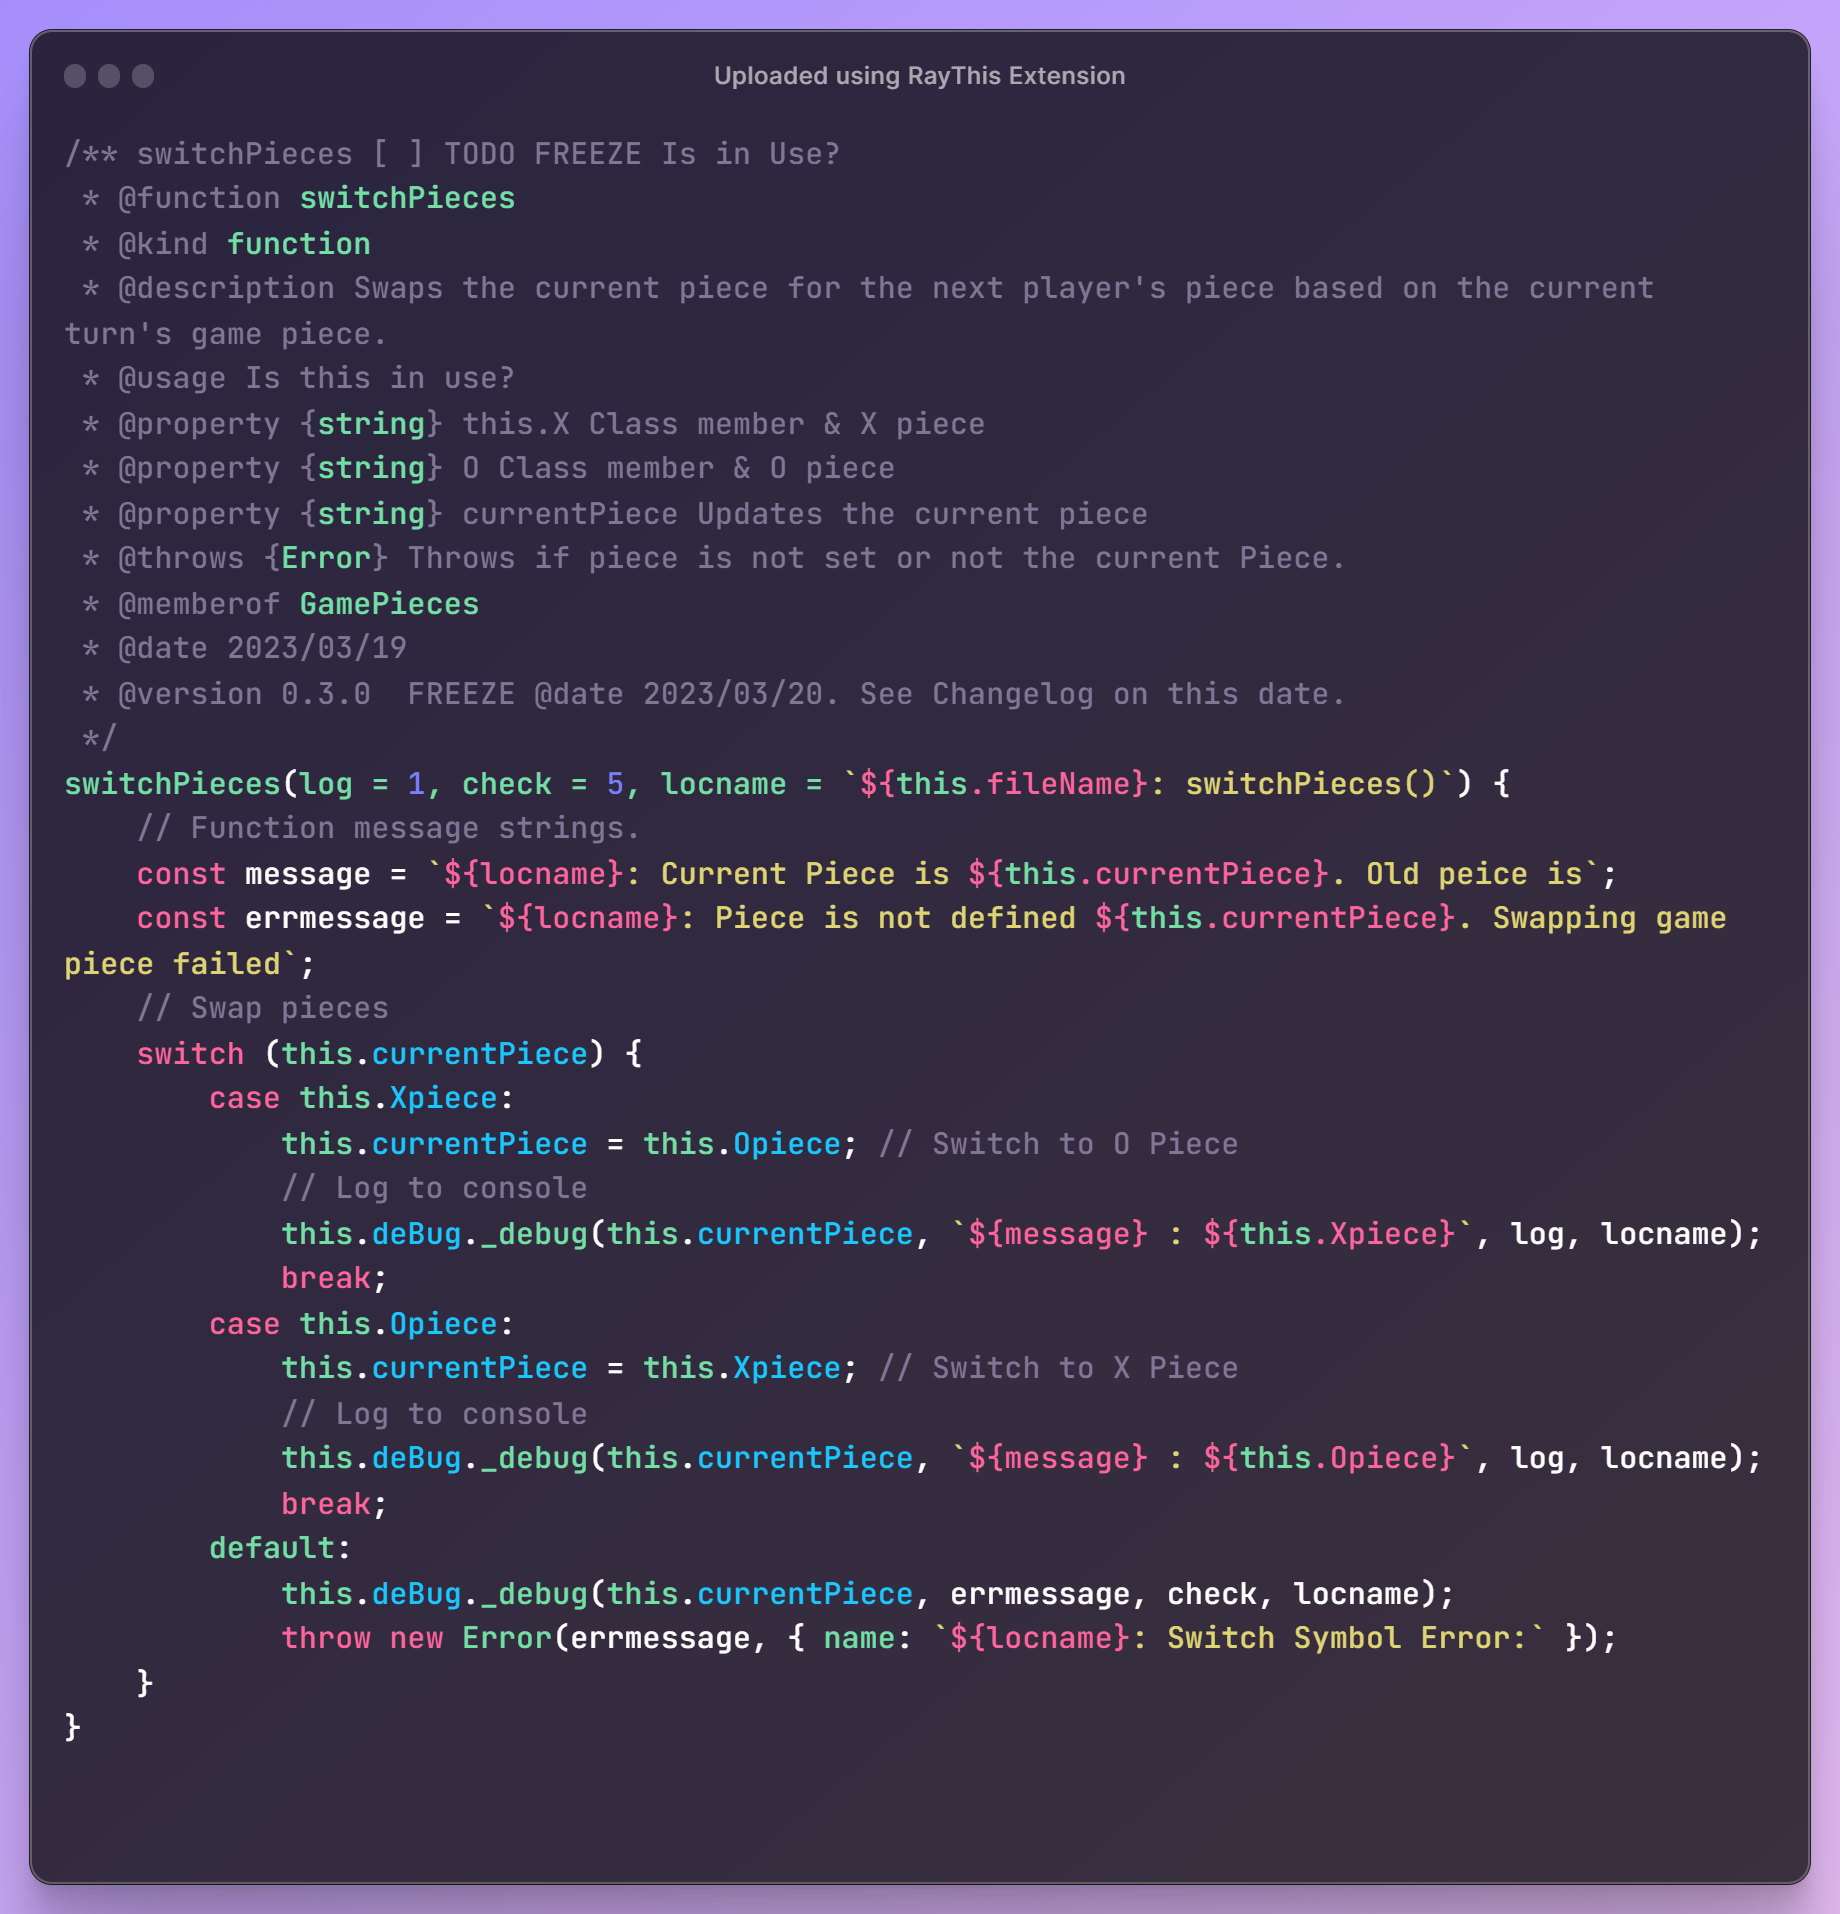 Uploaded using RayThis Extension
/** switchPieces [ ] TODO FREEZE Is in Use?
 * @function switchPieces
 * @kind function
 * @description Swaps the current piece for the next player's piece based on the current
turn's game piece.
 * @usage Is this in use?
 * @property {string} this.X Class member & X piece
 * @property {string} O Class member & O piece
 * @property {string} currentPiece Updates the current piece
 * @throws {Error} Throws if piece is not set or not the current Piece.
 * @memberof GamePieces
 * @date 2023/03/19
 * @version 0.3.0  FREEZE @date 2023/03/20. See Changelog on this date.
 */
switchPieces(log = 1, check = 5, locname = `${this.fileName}: switchPieces()`) {
    // Function message strings.
    const message = `${locname}: Current Piece is ${this.currentPiece}. Old peice is`;
    const errmessage = `${locname}: Piece is not defined ${this.currentPiece}. Swapping game
piece failed`;
    // Swap pieces
    switch (this.currentPiece) {
        case this.Xpiece:
            this.currentPiece = this.Opiece; // Switch to O Piece
            // Log to console
            this.deBug._debug(this.currentPiece, `${message} : ${this.Xpiece}`, log, locname);
            break;
        case this.Opiece:
            this.currentPiece = this.Xpiece; // Switch to X Piece
            // Log to console
            this.deBug._debug(this.currentPiece, `${message} : ${this.Opiece}`, log, locname);
            break;
        default:
            this.deBug._debug(this.currentPiece, errmessage, check, locname);
            throw new Error(errmessage, { name: `${locname}: Switch Symbol Error:` });
    }
}